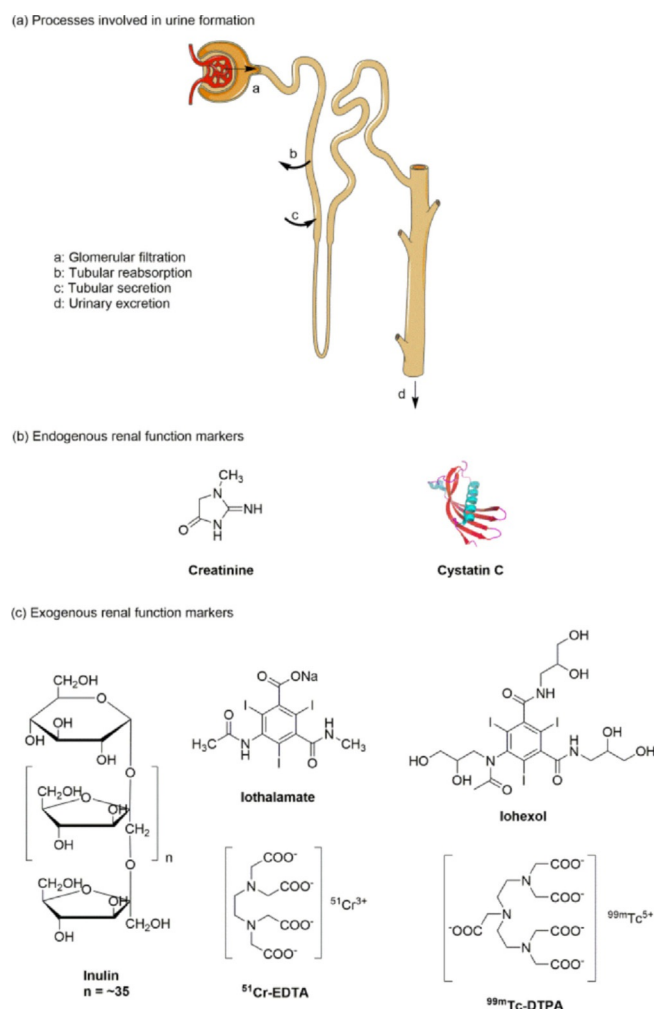 (a) Processes involved in urine formation
a
b
c
a: Glomerular filtration
b: Tubular reabsorption
c: Tubular secretion
d: Urinary excretion
d
(b) Endogenous renal function markers
CH₃
N
O
NH
N
H
Creatinine
Cystatin C
(c) Exogenous renal function markers
CH₂OH
O
OH
OH
OH
O
CH₂OH
O
OH
CH₂
OH
n
O
CH₂OH
O
OH
CH₂OH
OH
Inulin
n = ~35
O
ONa
I
I
O
H₃C
NH
I
O
H
N
CH₃
Iothalamate
OH
OH
O
NH
I
I
HO
OH
N
O
I
O
NH
OH
OH
Iohexol
COO⁻
N
COO⁻
N
COO⁻
COO⁻
⁵¹Cr³⁺
⁵¹Cr-EDTA
COO⁻
N
COO⁻
⁻OOC
N
N
COO⁻
COO⁻
⁹⁹ᵐTc⁵⁺
⁹⁹ᵐTc-DTPA